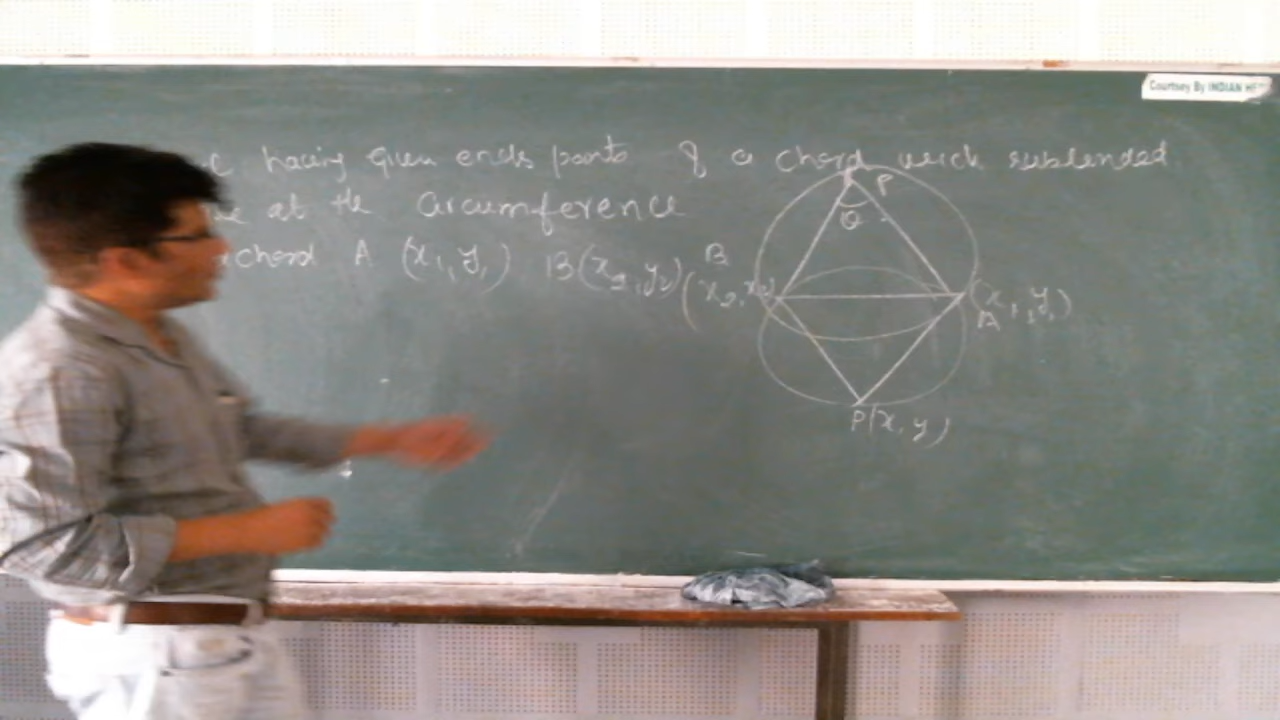 having given ends points of a chord which subtended
at the circumference
chord A (x₁, y₁) B(x₂, y₂)
B
(x₂, y₂)
P
θ
(x₁, y₁)
A
P(x, y)
Courtsey By INDIAN